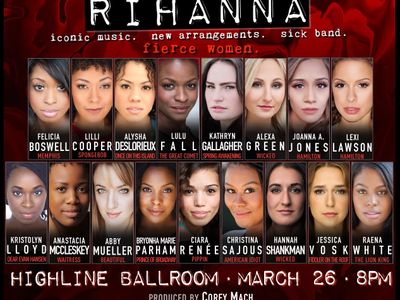 RIHANNA
iconic music. new arrangements. sick band.
fierce women.
FELICIA BOSWELL
MEMPHIS
LILLI COOPER
SPONGEBOB
ALYSHA DESLORIEUX
ONCE ON THIS ISLAND
LULU FALL
THE GREAT COMET
KATHRYN GALLAGHER
SPRING AWAKENING
ALEXA GREEN
WICKED
JOANNA A. JONES
HAMILTON
LEXI LAWSON
HAMILTON
KRISTOLYN LLOYD
DEAR EVAN HANSEN
ANASTACIA MCCLESKEY
WAITRESS
ABBY MUELLER
BEAUTIFUL
BRYONHA MARIE PARHAM
PRINCE OF BROADWAY
CIARA RENÉE
PIPPIN
CHRISTINA SAJOUS
AMERICAN IDIOT
HANNAH SHANKMAN
WICKED
JESSICA VOSK
FIDDLER ON THE ROOF
RAENA WHITE
THE LION KING
HIGHLINE BALLROOM · MARCH 26 · 8PM
PRODUCED BY COREY MACH